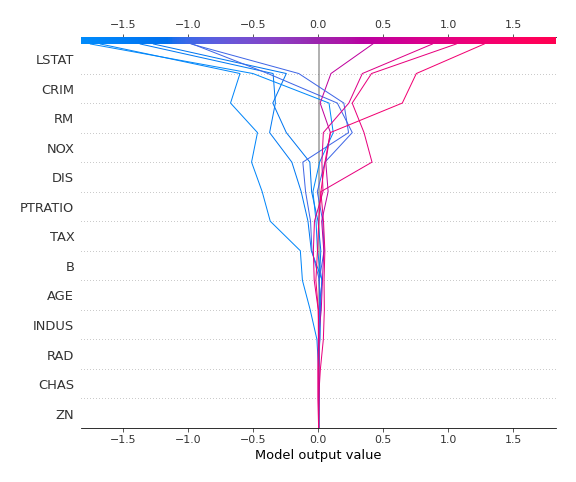 −1.5 −1.0 −0.5 0.0 0.5 1.0 1.5
LSTAT
CRIM
RM
NOX
DIS
PTRATIO
TAX
B
AGE
INDUS
RAD
CHAS
ZN
−1.5 −1.0 −0.5 0.0 0.5 1.0 1.5
Model output value